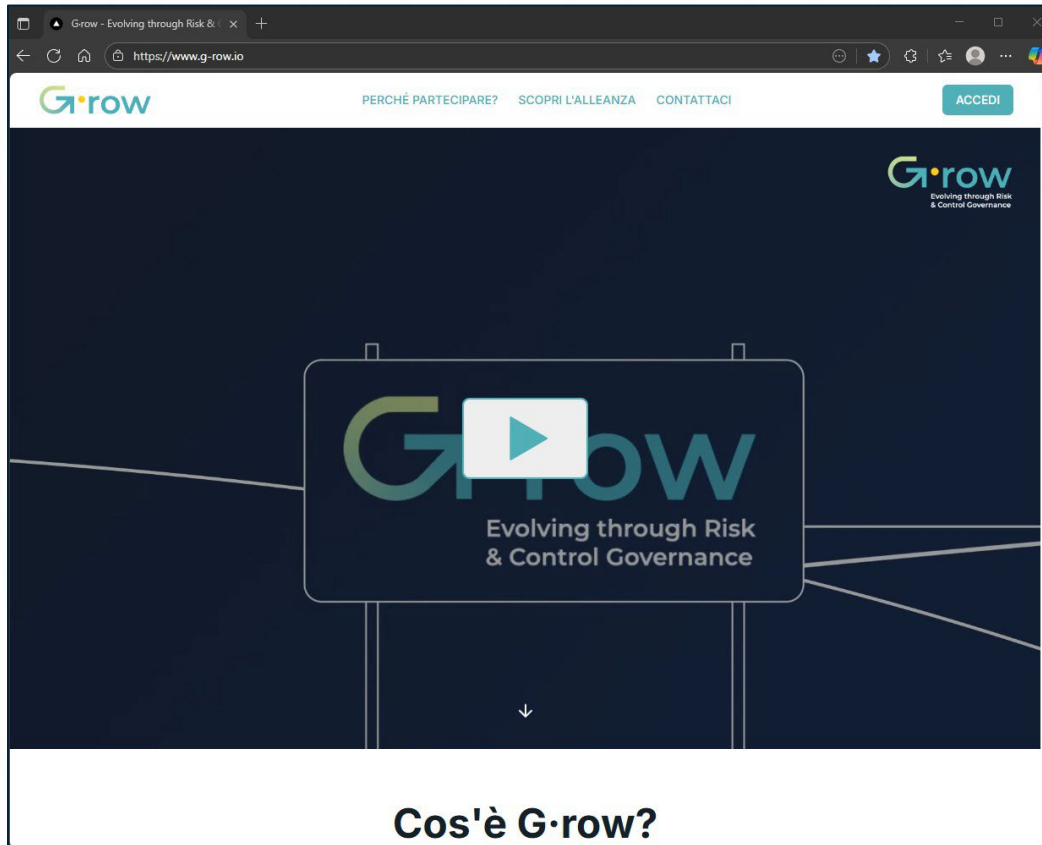 G·row - Evolving through Risk &
https://www.g-row.io
G·row
PERCHÉ PARTECIPARE?
SCOPRI L'ALLEANZA
CONTATTACI
ACCEDI
G·row
Evolving through Risk
& Control Governance
G·row
Evolving through Risk
& Control Governance
Cos'è G·row?